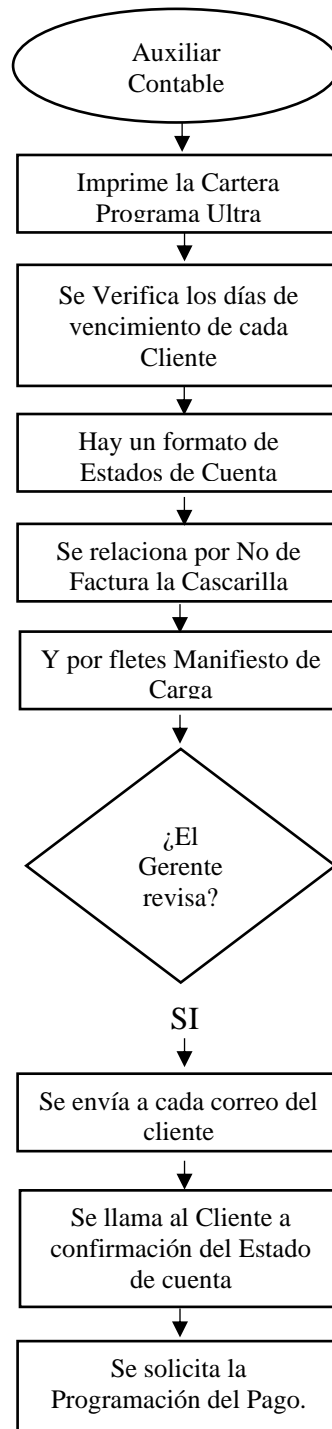 Auxiliar
Contable
Imprime la Cartera
Programa Ultra
Se Verifica los días de
vencimiento de cada
Cliente
Hay un formato de
Estados de Cuenta
Se relaciona por No de
Factura la Cascarilla
Y por fletes Manifiesto de
Carga
¿El
Gerente
revisa?
SI
Se envía a cada correo del
cliente
Se llama al Cliente a
confirmación del Estado
de cuenta
Se solicita la
Programación del Pago.